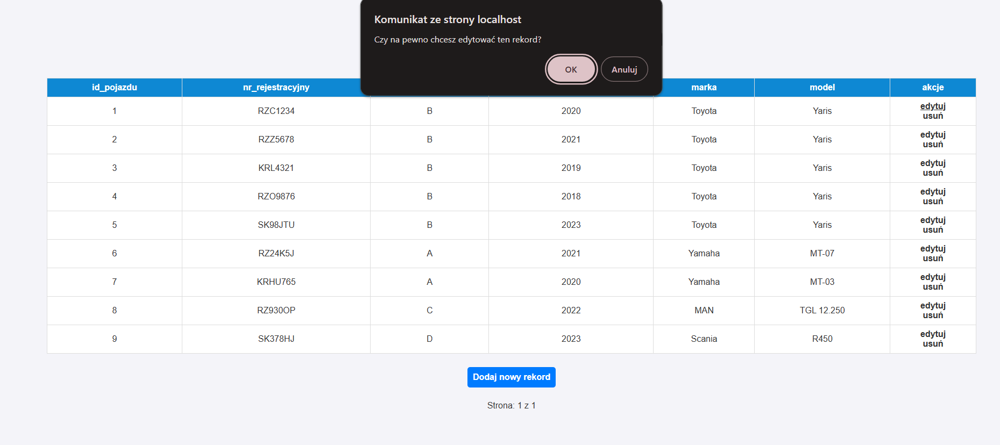 Komunikat ze strony localhost
Czy na pewno chcesz edytować ten rekord?
OK Anuluj
id_pojazdu nr_rejestracyjny marka model akcje
1 RZC1234 B 2020 Toyota Yaris edytuj
usuń
2 RZZ5678 B 2021 Toyota Yaris edytuj
usuń
3 KRL4321 B 2019 Toyota Yaris edytuj
usuń
4 RZO9876 B 2018 Toyota Yaris edytuj
usuń
5 SK98JTU B 2023 Toyota Yaris edytuj
usuń
6 RZ24K5J A 2021 Yamaha MT-07 edytuj
usuń
7 KRHU765 A 2020 Yamaha MT-03 edytuj
usuń
8 RZ930OP C 2022 MAN TGL 12.250 edytuj
usuń
9 SK378HJ D 2023 Scania R450 edytuj
usuń
Dodaj nowy rekord
Strona: 1 z 1